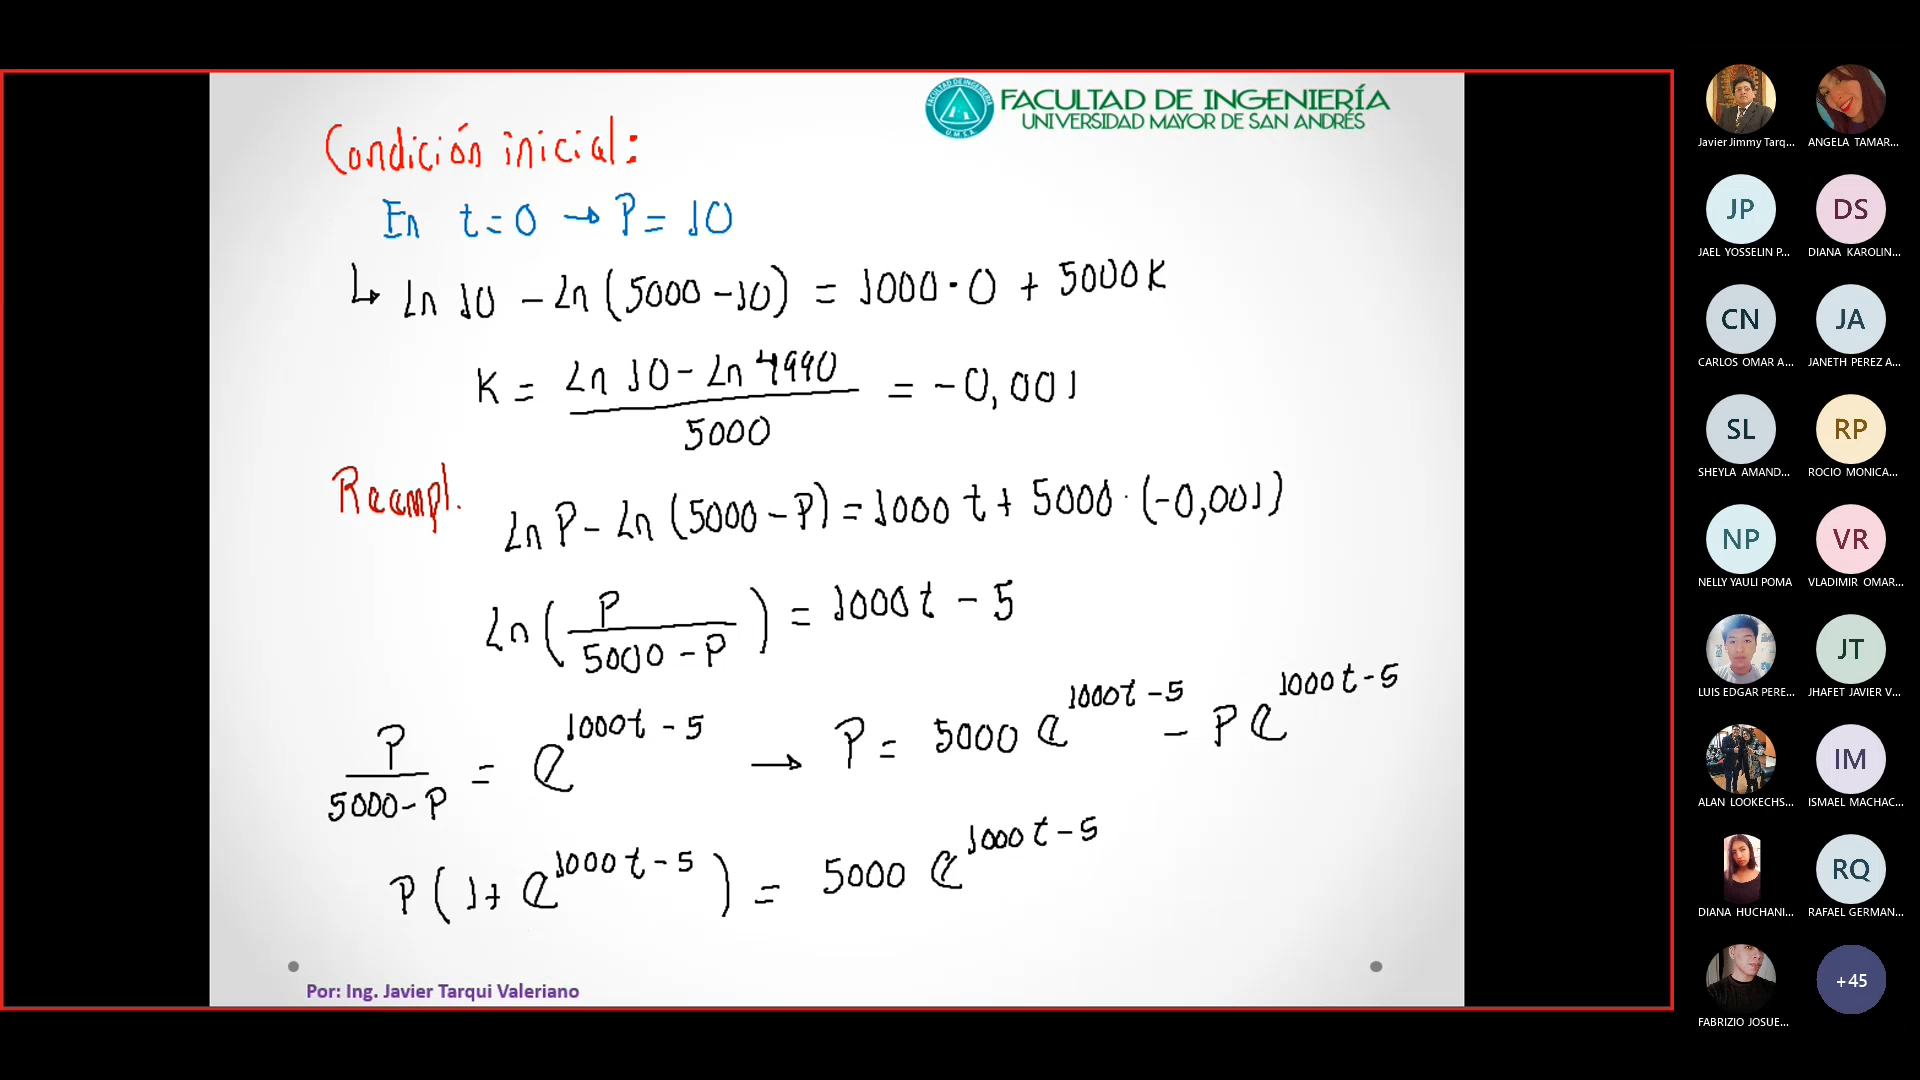 FACULTAD DE INGENIERÍA
UNIVERSIDAD MAYOR DE SAN ANDRÉS
U.M.S.A.
Condición inicial:
En t=0 → P= 10
↳ Ln 10 - Ln (5000 - 10) = 1000 · 0 + 5000 K
K = (Ln 10 - Ln 4990) / 5000 = -0,001
Reempl.
Ln P - Ln (5000 - P) = 1000 t + 5000 · (-0,001)
Ln (P / (5000 - P)) = 1000t - 5
P / (5000 - P) = e^(1000t - 5) → P = 5000 e^(1000t - 5) - P e^(1000t - 5)
P (1 + e^(1000t - 5)) = 5000 e^(1000t - 5)
Por: Ing. Javier Tarqui Valeriano
Javier Jimmy Tarq...
ANGELA TAMAR...
JP
DS
JAEL YOSSELIN P...
DIANA KAROLIN...
CN
JA
CARLOS OMAR A...
JANETH PEREZ A...
SL
RP
SHEYLA AMAND...
ROCIO MONICA...
NP
VR
NELLY YAULI POMA
VLADIMIR OMAR...
JT
LUIS EDGAR PERE...
JHAFET JAVIER V...
IM
ALAN LOOKECHS...
ISMAEL MACHAC...
RQ
DIANA HUCHANI...
RAFAEL GERMAN...
+45
FABRIZIO JOSUE...